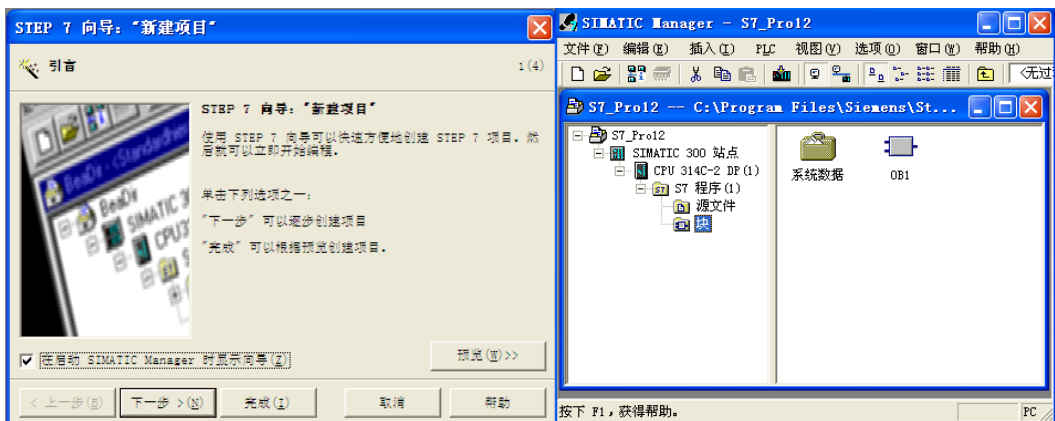 STEP 7 向导: "新建项目"
引言
1(4)
STEP 7 向导: "新建项目"
使用 STEP 7 向导可以快速方便地创建 STEP 7 项目。然
后就可以立即开始编程。
单击下列选项之一:
"下一步" 可以逐步创建项目
"完成" 可以根据预览创建项目。
在启动 SIMATIC Manager 时显示向导(Z)
预览(W)>>
< 上一步(B)
下一步 >(N)
完成(I)
取消
帮助
SIMATIC Manager - S7_Pro12
文件(F) 编辑(E) 插入(I) PLC 视图(V) 选项(O) 窗口(W) 帮助(H)
S7_Pro12 -- C:\Program Files\Siemens\St...
S7_Pro12
SIMATIC 300 站点
CPU 314C-2 DP(1)
S7 程序(1)
源文件
块
系统数据
OB1
按下 F1,获得帮助。
PC